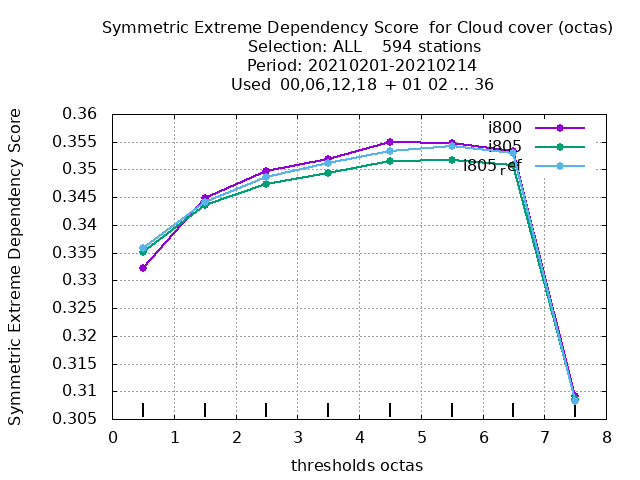 Symmetric Extreme Dependency Score for Cloud cover (octas)
Selection: ALL 594 stations
Period: 20210201-20210214
Used 00,06,12,18 + 01 02 ... 36
Symmetric Extreme Dependency Score
0.36
0.355
0.35
0.345
0.34
0.335
0.33
0.325
0.32
0.315
0.31
0.305
i800
i805
i805ref
0 1 2 3 4 5 6 7 8
thresholds octas